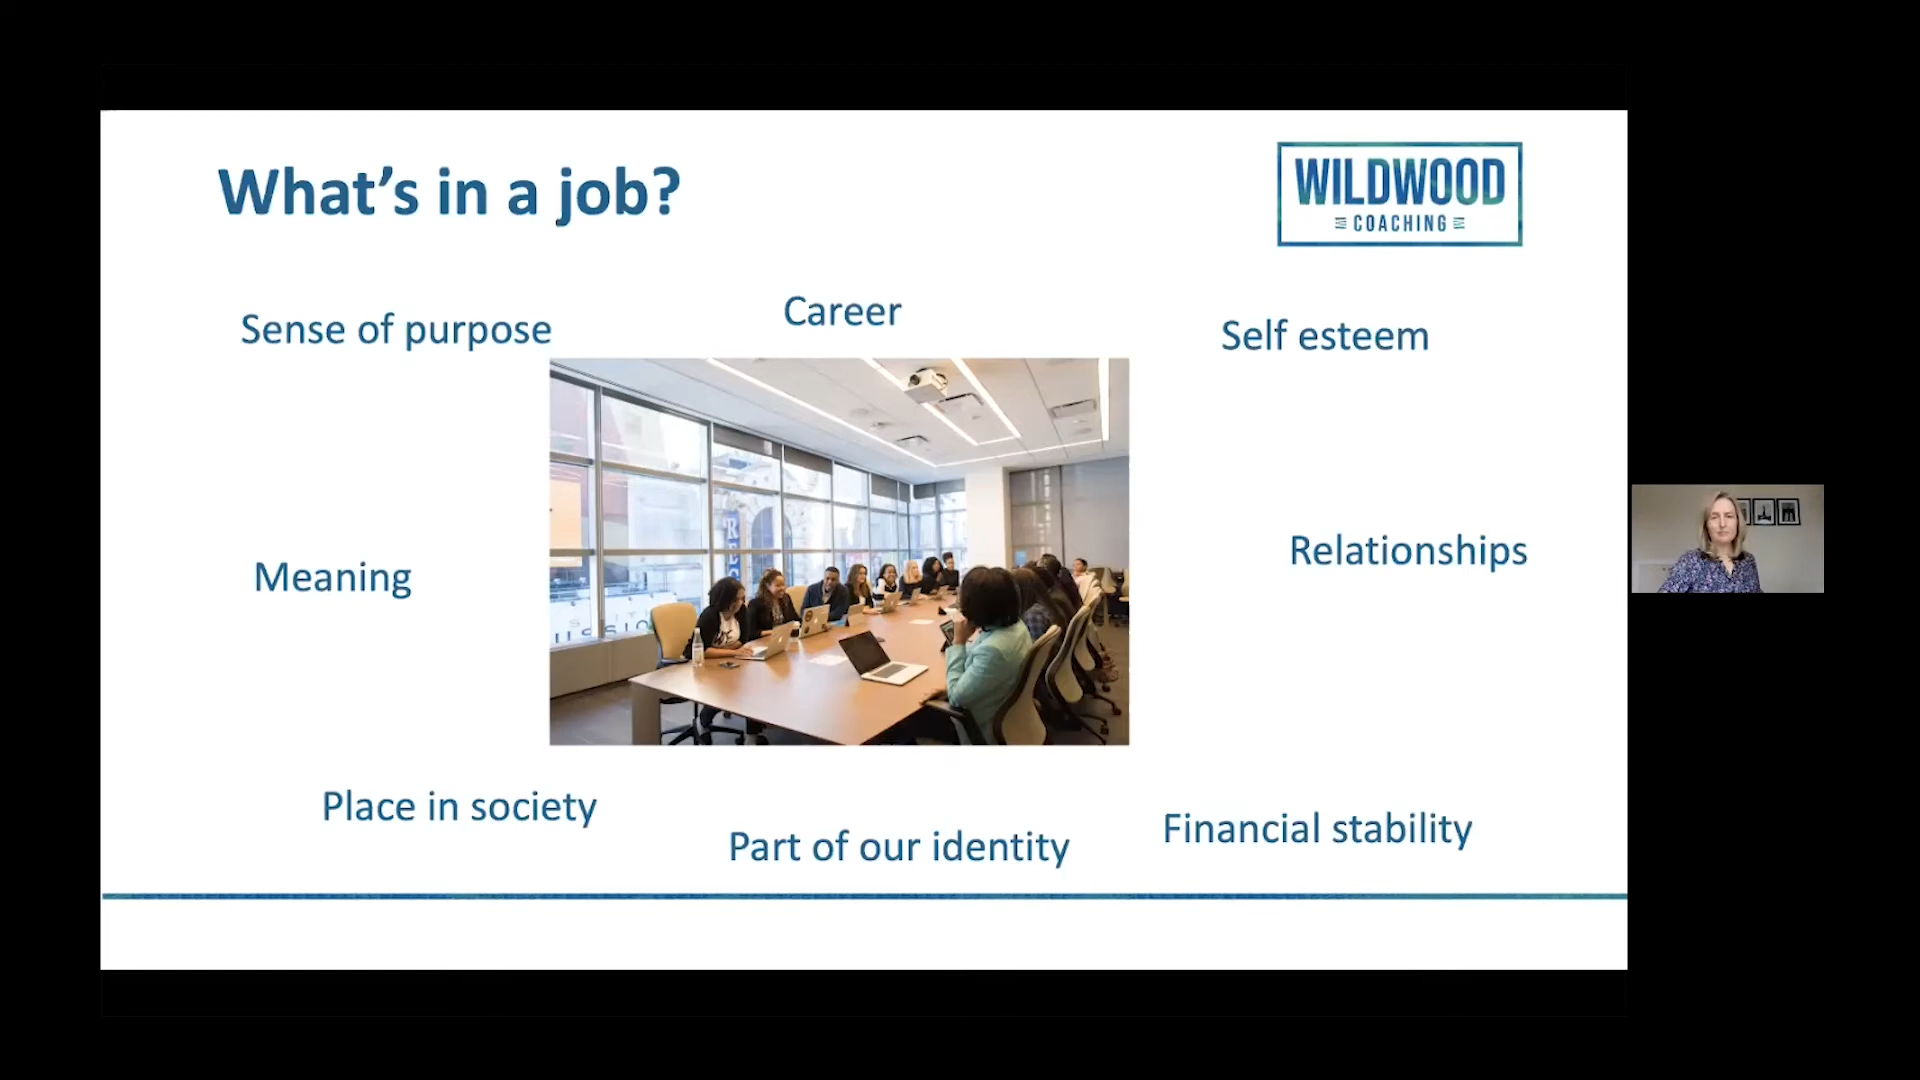 What's in a job?
WILDWOOD
COACHING
Sense of purpose
Career
Self esteem
Meaning
Relationships
Place in society
Part of our identity
Financial stability